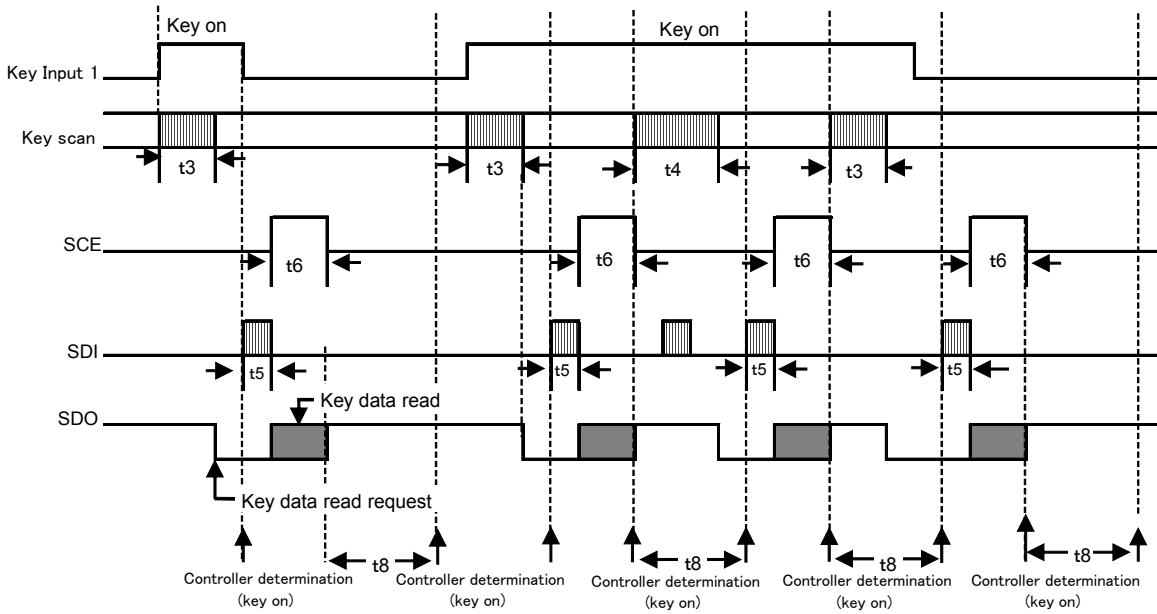 Key on
Key on
Key Input 1
Key scan
t3
t3
t4
t3
SCE
t6
t6
t6
t6
SDI
t5
t5
t5
t5
SDO
Key data read
Key data read request
t8
t8
t8
t8
Controller determination
(key on)
Controller determination
(key on)
Controller determination
(key on)
Controller determination
(key on)
Controller determination
(key on)